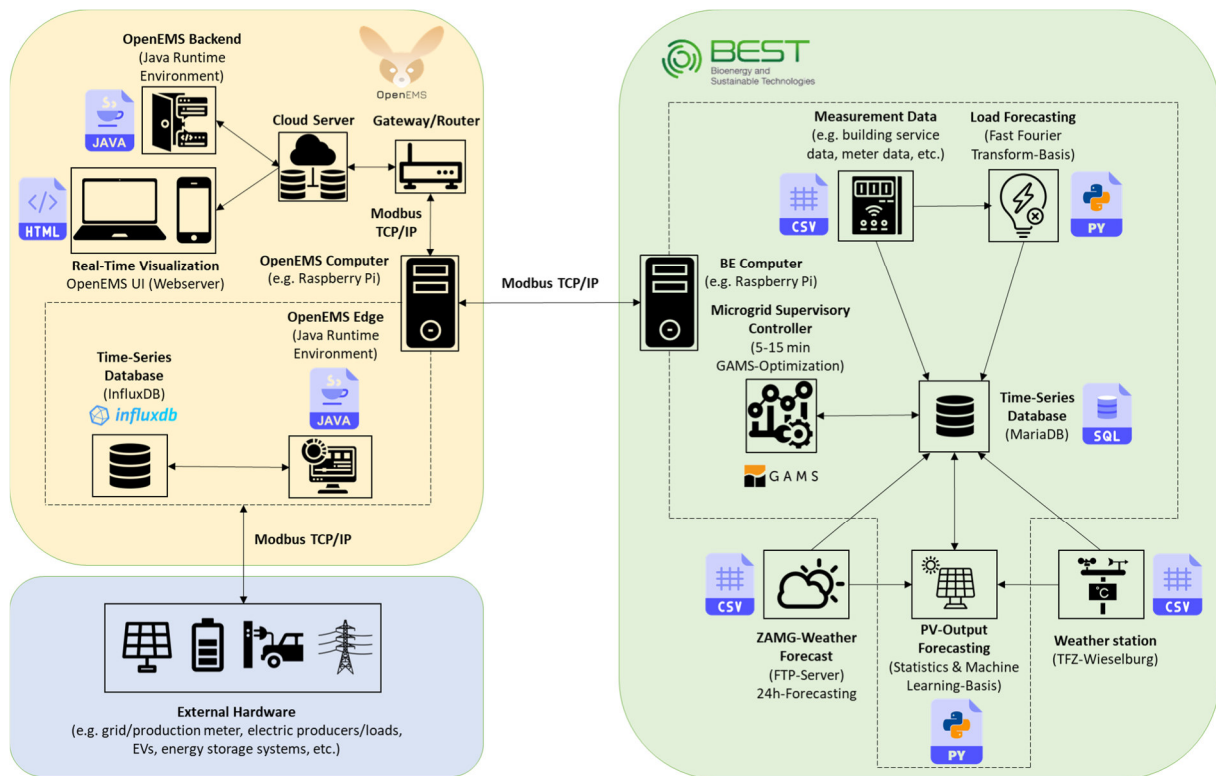 OpenEMS Backend
(Java Runtime
Environment)
JAVA
OpenEMS
Cloud Server
Gateway/Router
HTML
Modbus
TCP/IP
Real-Time Visualization
OpenEMS UI (Webserver)
OpenEMS Computer
(e.g. Raspberry Pi)
OpenEMS Edge
(Java Runtime
Environment)
JAVA
Time-Series
Database
(InfluxDB)
influxdb
Modbus TCP/IP
External Hardware
(e.g. grid/production meter, electric producers/loads,
EVs, energy storage systems, etc.)
Modbus TCP/IP
BEST
Bioenergy and
Sustainable Technologies
Measurement Data
(e.g. building service
data, meter data, etc.)
CSV
Load Forecasting
(Fast Fourier
Transform-Basis)
PY
BE Computer
(e.g. Raspberry Pi)
Microgrid Supervisory
Controller
(5-15 min
GAMS-Optimization)
GAMS
Time-Series
Database
(MariaDB)
SQL
CSV
ZAMG-Weather
Forecast
(FTP-Server)
24h-Forecasting
PV-Output
Forecasting
(Statistics & Machine
Learning-Basis)
PY
°C
CSV
Weather station
(TFZ-Wieselburg)